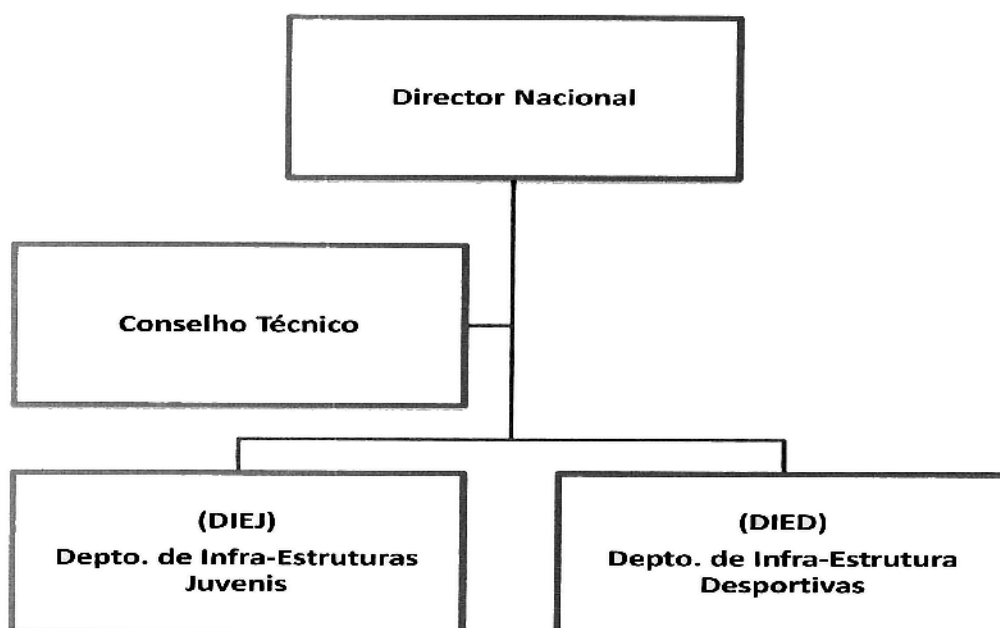 Director Nacional
Conselho Técnico
(DIEJ)
Depto. de Infra-Estruturas
Juvenis
(DIED)
Depto. de Infra-Estrutura
Desportivas